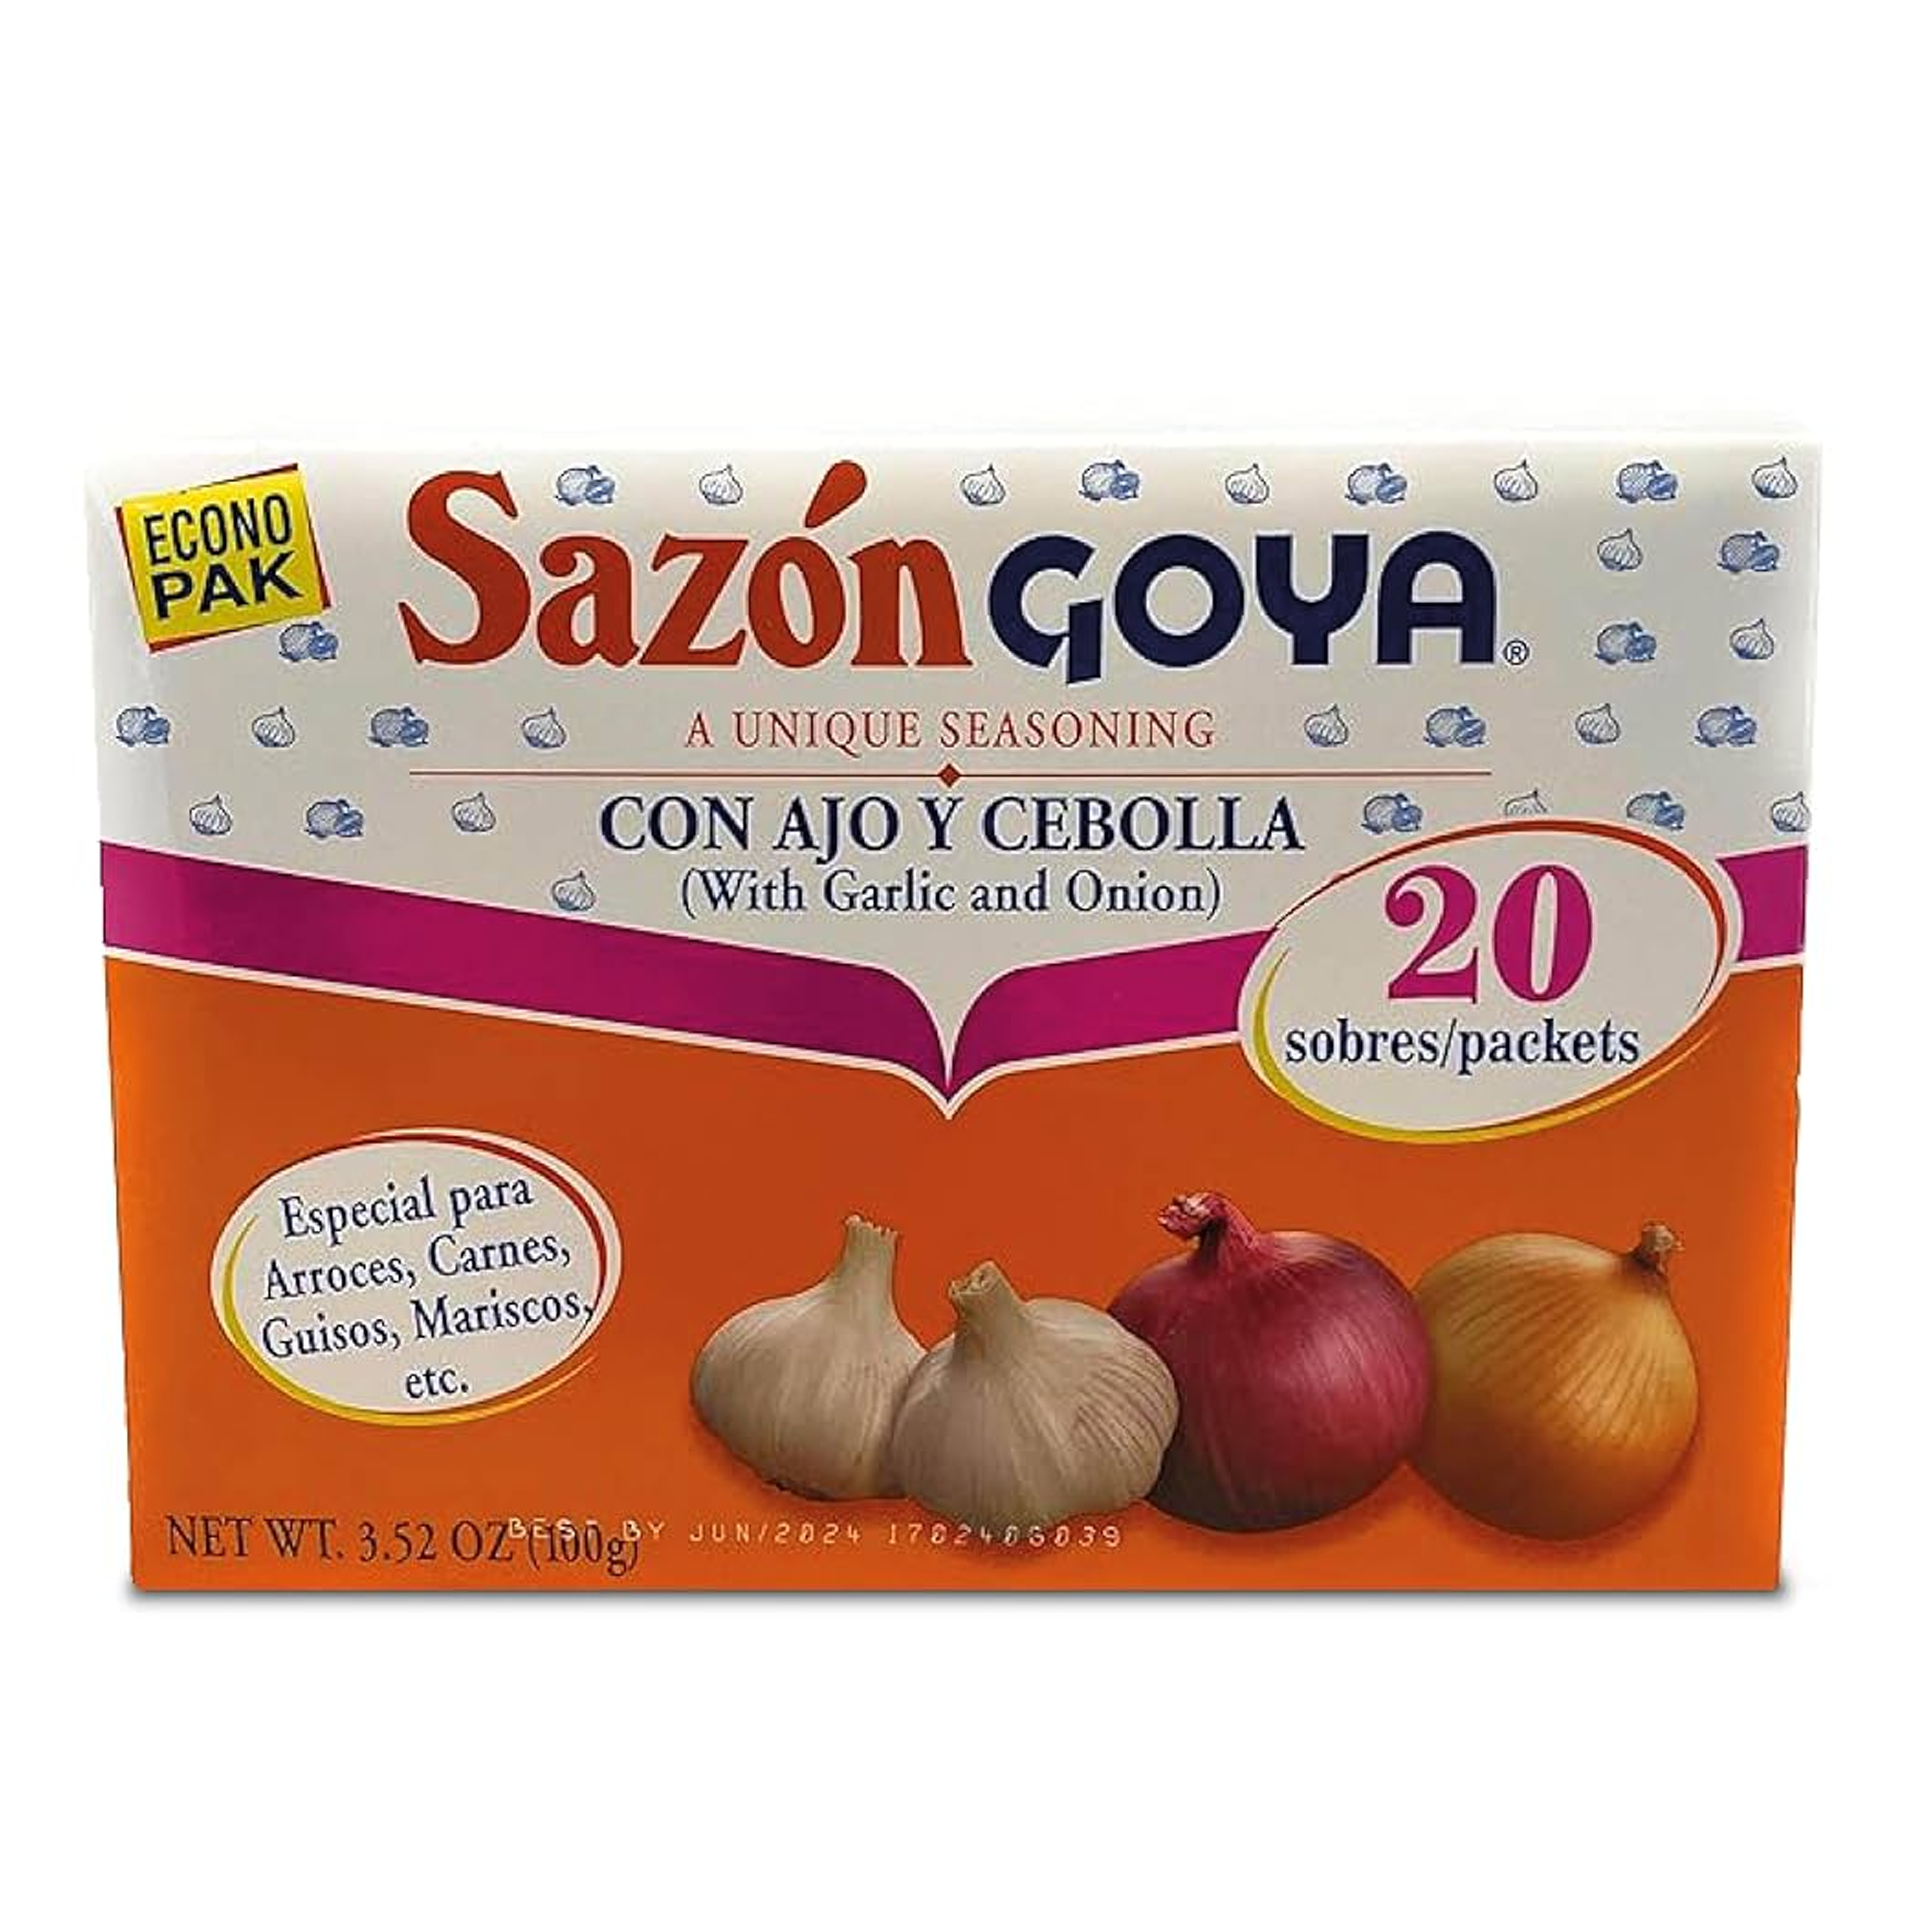 ECONO
PAK
Sazón GOYA®
A UNIQUE SEASONING
CON AJO Y CEBOLLA
(With Garlic and Onion)
20
sobres/packets
Especial para
Arroces, Carnes,
Guisos, Mariscos,
etc.
NET WT. 3.52 OZ (100g)
BEST BY JUN/2024